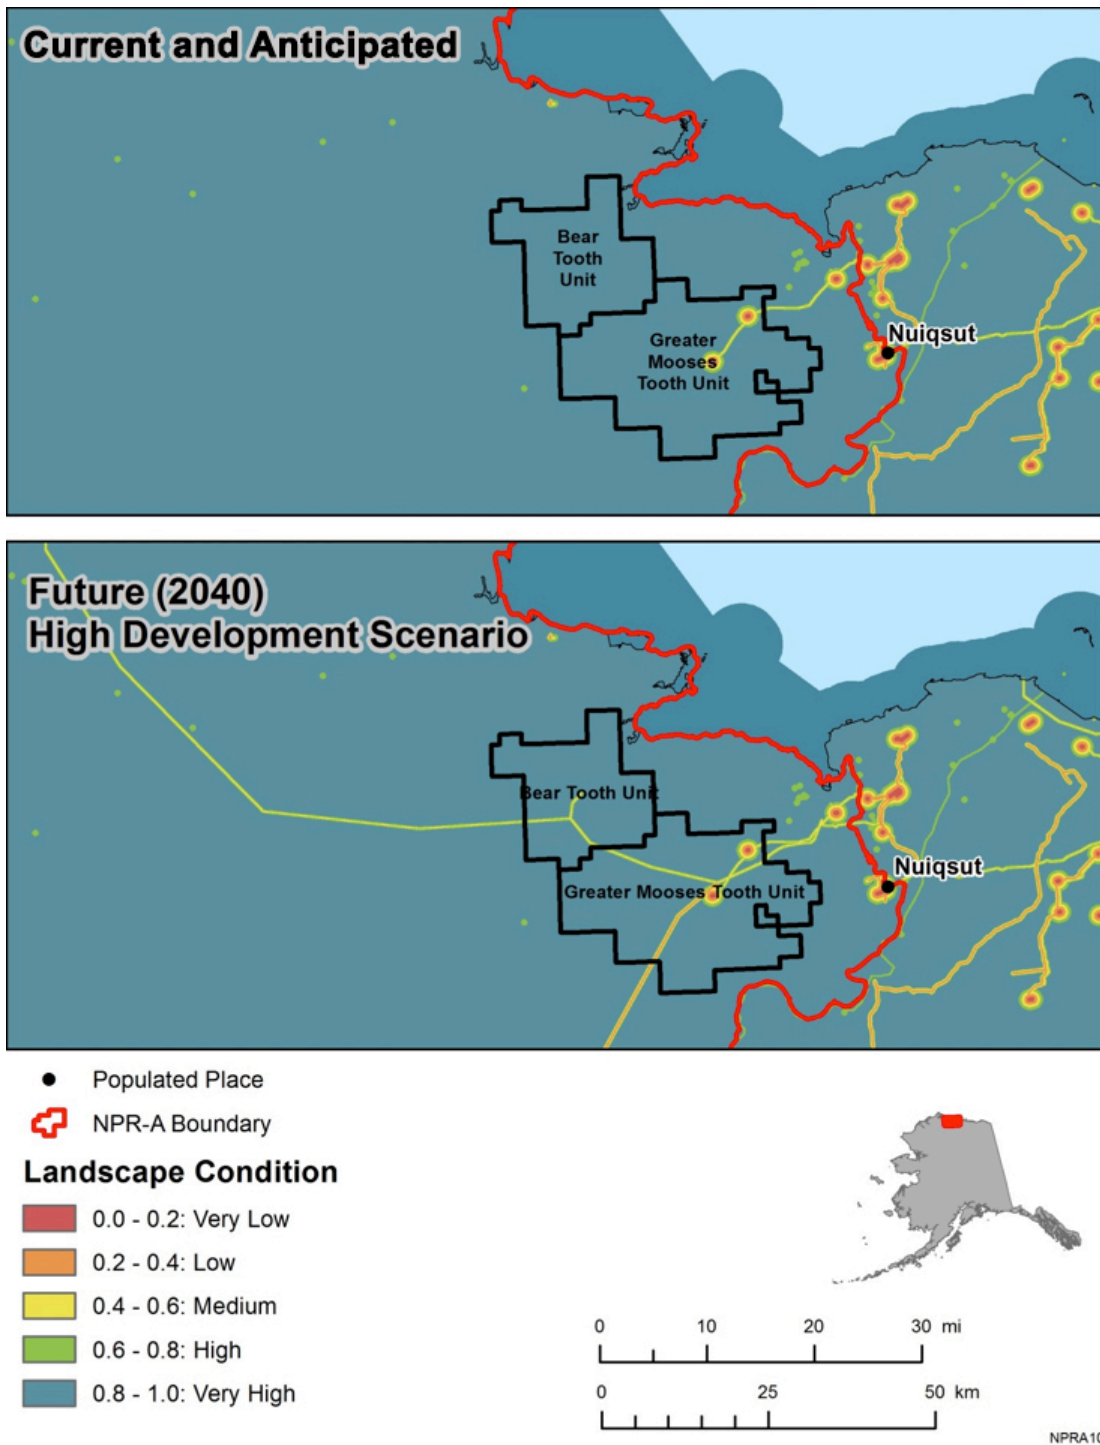 Current and Anticipated
Bear
Tooth
Unit
Greater
Mooses
Tooth Unit
Nuiqsut
Future (2040)
High Development Scenario
Bear Tooth Unit
Greater Mooses Tooth Unit
Nuiqsut
Populated Place
NPR-A Boundary
Landscape Condition
0.0 - 0.2: Very Low
0.2 - 0.4: Low
0.4 - 0.6: Medium
0.6 - 0.8: High
0.8 - 1.0: Very High
0 10 20 30 mi
0 25 50 km
NPRA10